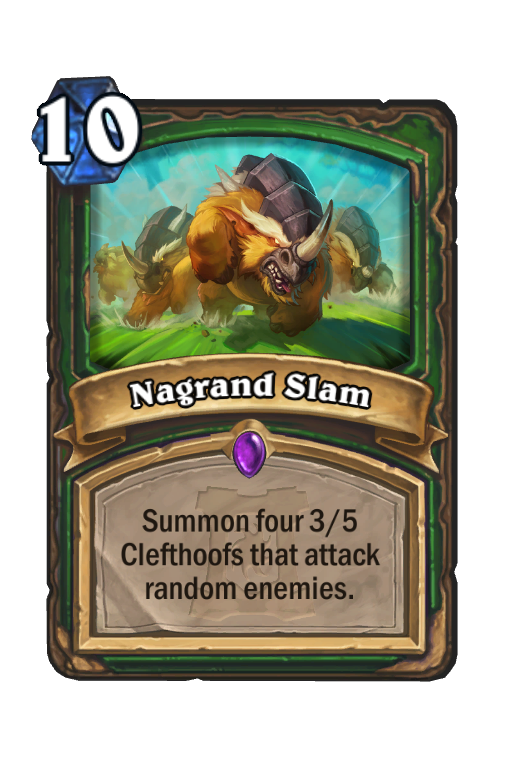 10
Nagrand Slam
Summon four 3/5
Clefthoofs that attack
random enemies.